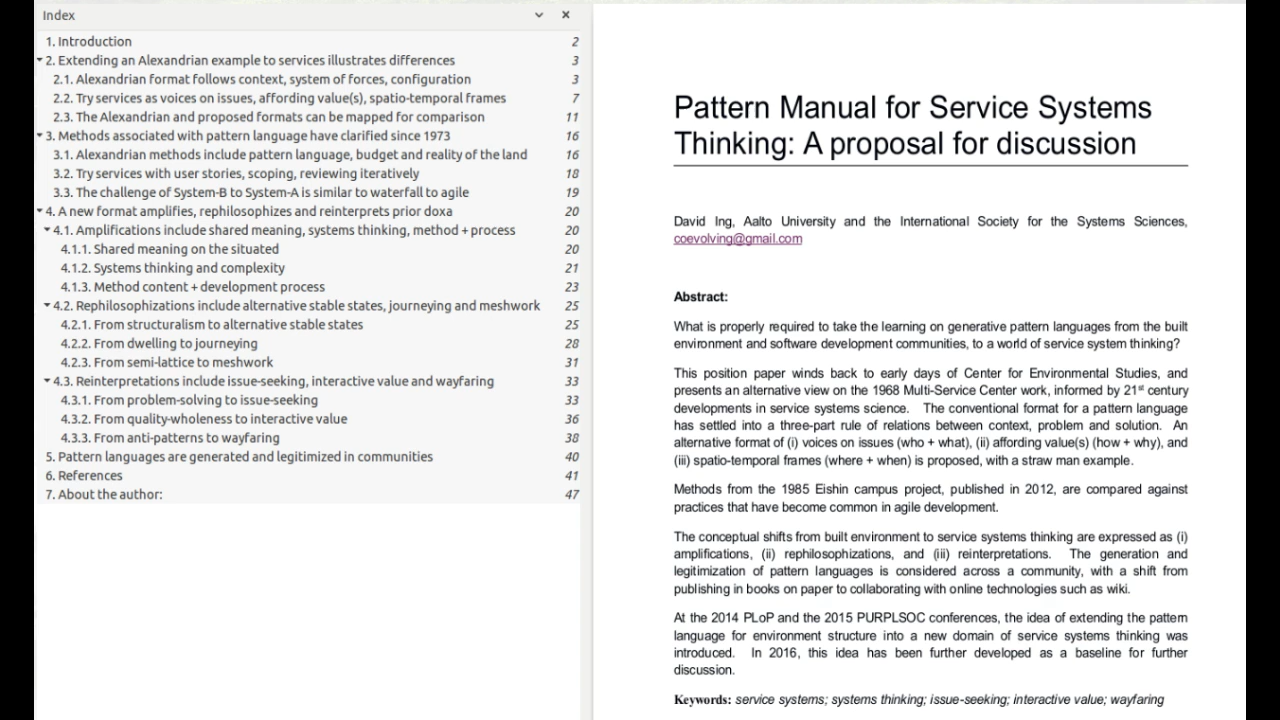 Index
1. Introduction 2
2. Extending an Alexandrian example to services illustrates differences 3
2.1. Alexandrian format follows context, system of forces, configuration 3
2.2. Try services as voices on issues, affording value(s), spatio-temporal frames 7
2.3. The Alexandrian and proposed formats can be mapped for comparison 11
3. Methods associated with pattern language have clarified since 1973 16
3.1. Alexandrian methods include pattern language, budget and reality of the land 16
3.2. Try services with user stories, scoping, reviewing iteratively 18
3.3. The challenge of System-B to System-A is similar to waterfall to agile 19
4. A new format amplifies, rephilosophizes and reinterprets prior doxa 20
4.1. Amplifications include shared meaning, systems thinking, method + process 20
4.1.1. Shared meaning on the situated 20
4.1.2. Systems thinking and complexity 21
4.1.3. Method content + development process 23
4.2. Rephilosophizations include alternative stable states, journeying and meshwork 25
4.2.1. From structuralism to alternative stable states 25
4.2.2. From dwelling to journeying 28
4.2.3. From semi-lattice to meshwork 31
4.3. Reinterpretations include issue-seeking, interactive value and wayfaring 33
4.3.1. From problem-solving to issue-seeking 33
4.3.2. From quality-wholeness to interactive value 36
4.3.3. From anti-patterns to wayfaring 38
5. Pattern languages are generated and legitimized in communities 40
6. References 41
7. About the author: 47
Pattern Manual for Service Systems
Thinking: A proposal for discussion
David Ing, Aalto University and the International Society for the Systems Sciences,
coevolving@gmail.com
Abstract:
What is properly required to take the learning on generative pattern languages from the built
environment and software development communities, to a world of service system thinking?
This position paper winds back to early days of Center for Environmental Studies, and
presents an alternative view on the 1968 Multi-Service Center work, informed by 21st century
developments in service systems science. The conventional format for a pattern language
has settled into a three-part rule of relations between context, problem and solution. An
alternative format of (i) voices on issues (who + what), (ii) affording value(s) (how + why), and
(iii) spatio-temporal frames (where + when) is proposed, with a straw man example.
Methods from the 1985 Eishin campus project, published in 2012, are compared against
practices that have become common in agile development.
The conceptual shifts from built environment to service systems thinking are expressed as (i)
amplifications, (ii) rephilosophizations, and (iii) reinterpretations. The generation and
legitimization of pattern languages is considered across a community, with a shift from
publishing in books on paper to collaborating with online technologies such as wiki.
At the 2014 PLoP and the 2015 PURPLSOC conferences, the idea of extending the pattern
language for environment structure into a new domain of service systems thinking was
introduced. In 2016, this idea has been further developed as a baseline for further
discussion.
Keywords: service systems; systems thinking; issue-seeking; interactive value; wayfaring